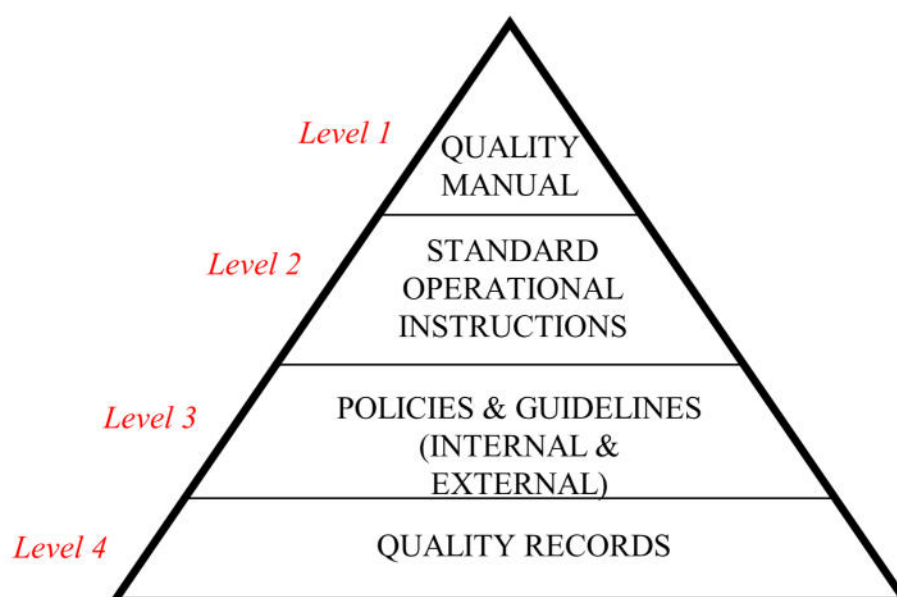 Level 1
QUALITY
MANUAL
Level 2
STANDARD
OPERATIONAL
INSTRUCTIONS
Level 3
POLICIES & GUIDELINES
(INTERNAL &
EXTERNAL)
Level 4
QUALITY RECORDS